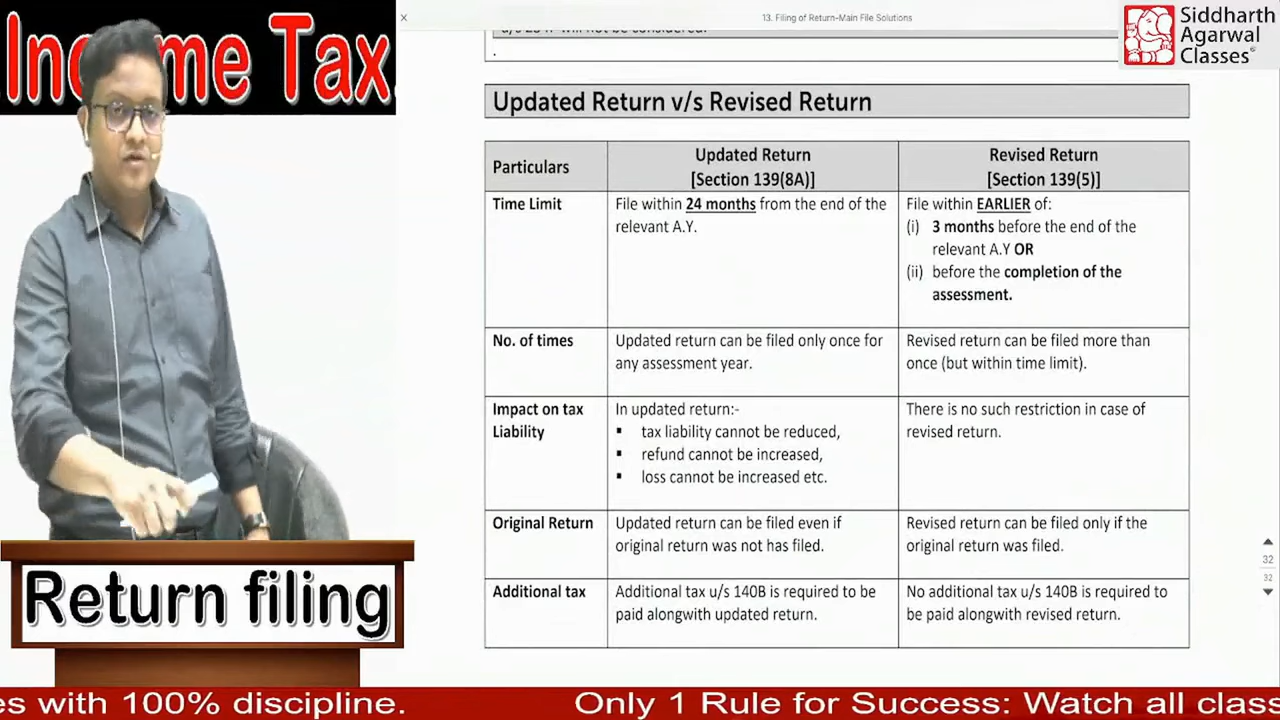 Income Tax
Return filing
13. Filing of Return-Main File Solutions
Siddharth
Agarwal
Classes
will not be considered.
.
Updated Return v/s Revised Return
Particulars
Updated Return
[Section 139(8A)]
Revised Return
[Section 139(5)]
Time Limit
File within 24 months from the end of the
relevant A.Y.
File within EARLIER of:
(i) 3 months before the end of the
relevant A.Y OR
(ii) before the completion of the
assessment.
No. of times
Updated return can be filed only once for
any assessment year.
Revised return can be filed more than
once (but within time limit).
Impact on tax
Liability
In updated return:-
▪ tax liability cannot be reduced,
▪ refund cannot be increased,
▪ loss cannot be increased etc.
There is no such restriction in case of
revised return.
Original Return
Updated return can be filed even if
original return was not has filed.
Revised return can be filed only if the
original return was filed.
Additional tax
Additional tax u/s 140B is required to be
paid alongwith updated return.
No additional tax u/s 140B is required to
be paid alongwith revised return.
32
32
es with 100% discipline.
Only 1 Rule for Success: Watch all class